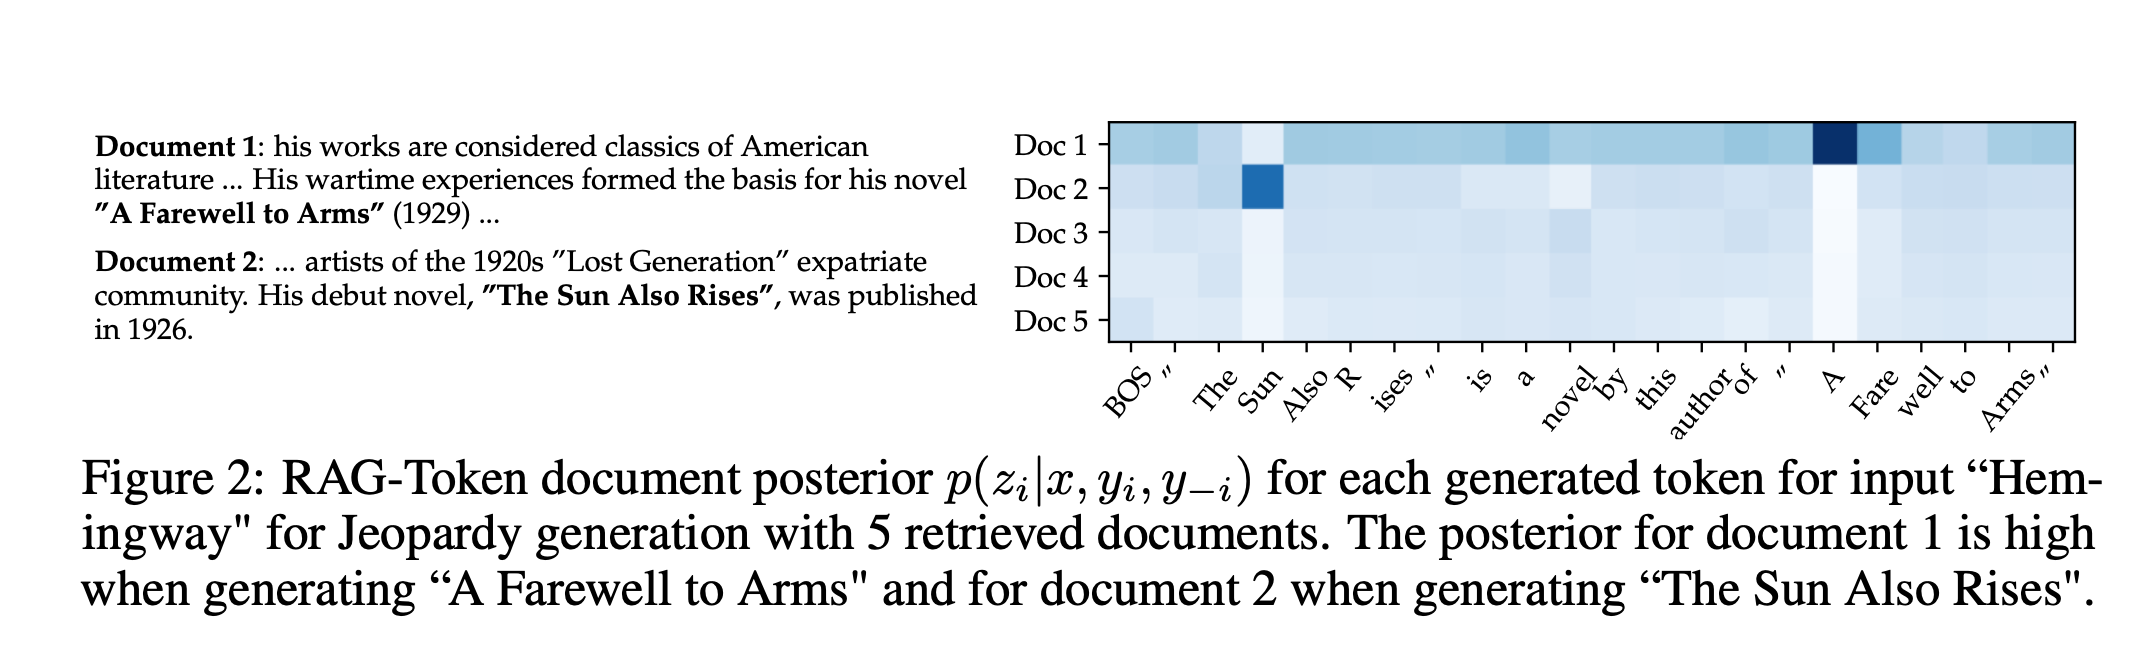 Document 1: his works are considered classics of American
literature ... His wartime experiences formed the basis for his novel
”A Farewell to Arms” (1929) ...
Document 2: ... artists of the 1920s ”Lost Generation” expatriate
community. His debut novel, ”The Sun Also Rises”, was published
in 1926.
Doc 1
Doc 2
Doc 3
Doc 4
Doc 5
BOS ” The Sun Also R ises ” is a novel by this author of ” A Fare well to Arms ”
Figure 2: RAG-Token document posterior p(z_i|x, y_i, y_{−i}) for each generated token for input “Hem-
ingway" for Jeopardy generation with 5 retrieved documents. The posterior for document 1 is high
when generating “A Farewell to Arms" and for document 2 when generating “The Sun Also Rises".